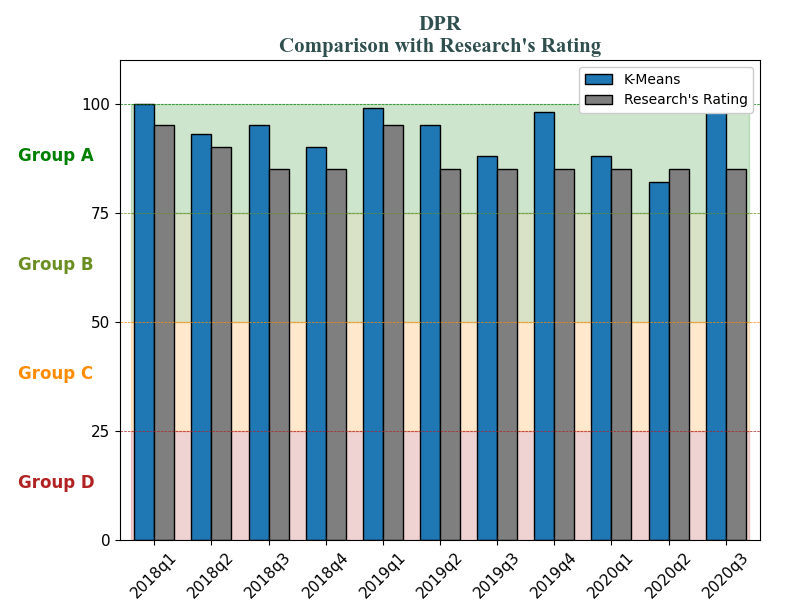 DPR
Comparison with Research's Rating
K-Means
Research's Rating
100
Group A
75
Group B
50
Group C
25
Group D
0
2018q1
2018q2
2018q3
2018q4
2019q1
2019q2
2019q3
2019q4
2020q1
2020q2
2020q3